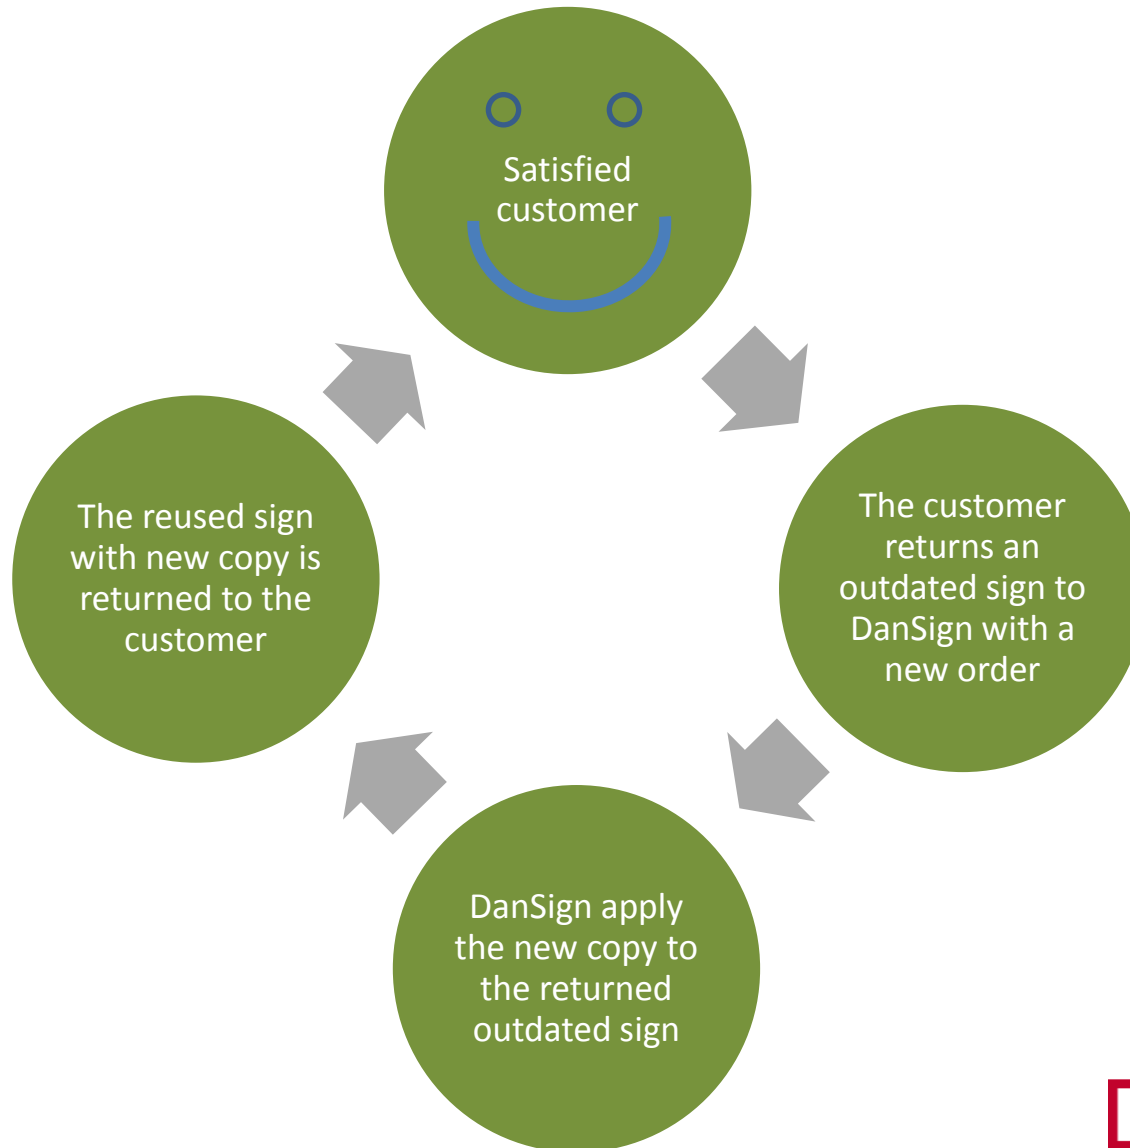 Satisfied
customer
The customer
returns an
outdated sign to
DanSign with a
new order
DanSign apply
the new copy to
the returned
outdated sign
The reused sign
with new copy is
returned to the
customer